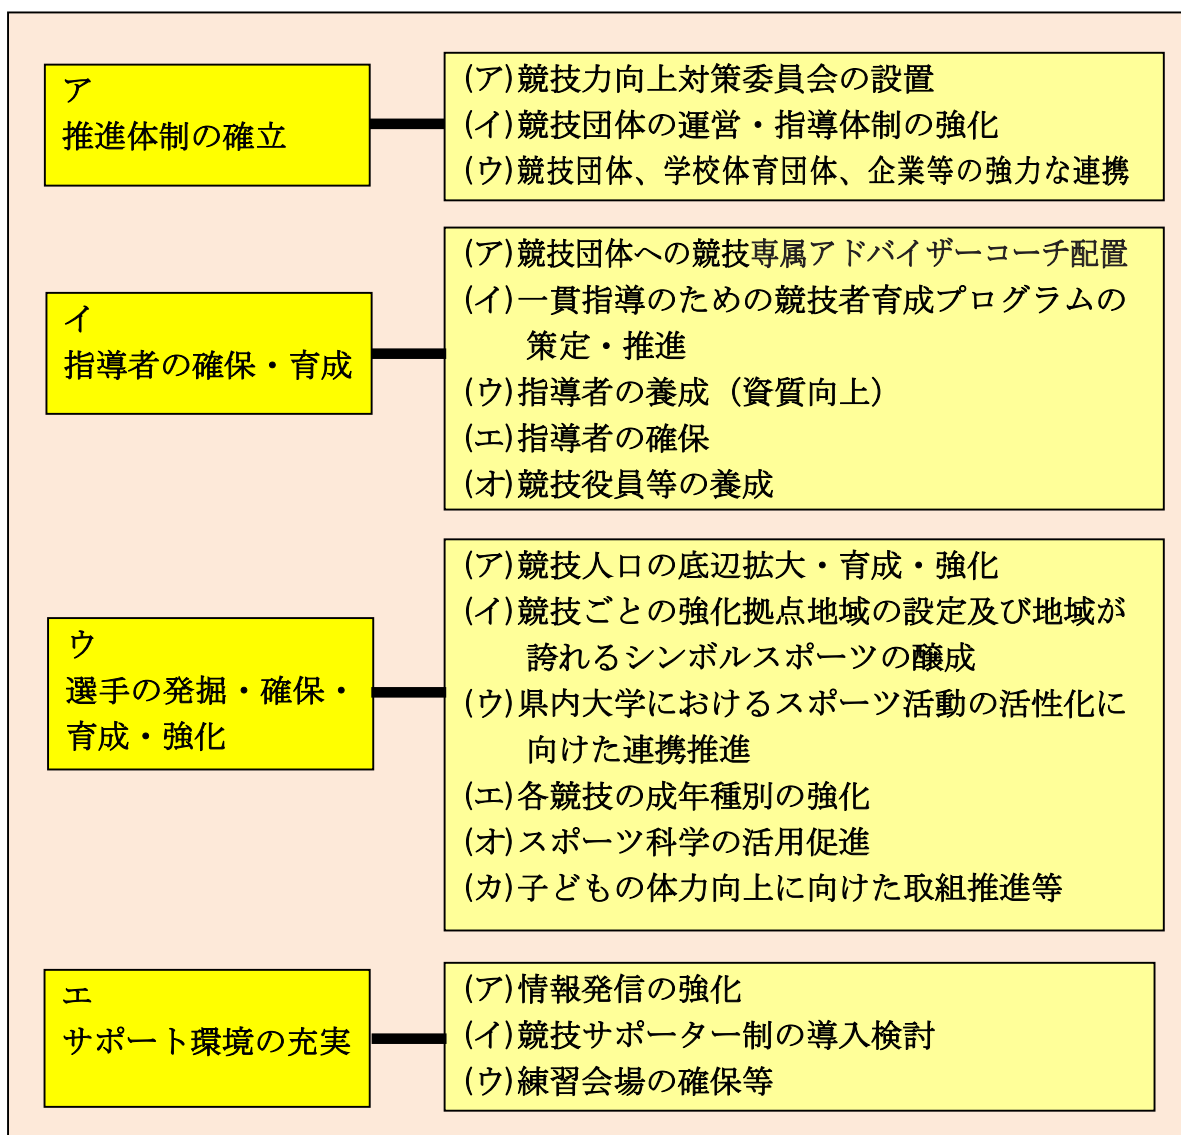 ア
推進体制の確立
(ア)競技力向上対策委員会の設置
(イ)競技団体の運営・指導体制の強化
(ウ)競技団体、学校体育団体、企業等の強力な連携
イ
指導者の確保・育成
(ア)競技団体への競技専属アドバイザーコーチ配置
(イ)一貫指導のための競技者育成プログラムの
策定・推進
(ウ)指導者の養成（資質向上）
(エ)指導者の確保
(オ)競技役員等の養成
ウ
選手の発掘・確保・
育成・強化
(ア)競技人口の底辺拡大・育成・強化
(イ)競技ごとの強化拠点地域の設定及び地域が
誇れるシンボルスポーツの醸成
(ウ)県内大学におけるスポーツ活動の活性化に
向けた連携推進
(エ)各競技の成年種別の強化
(オ)スポーツ科学の活用促進
(カ)子どもの体力向上に向けた取組推進等
エ
サポート環境の充実
(ア)情報発信の強化
(イ)競技サポーター制の導入検討
(ウ)練習会場の確保等